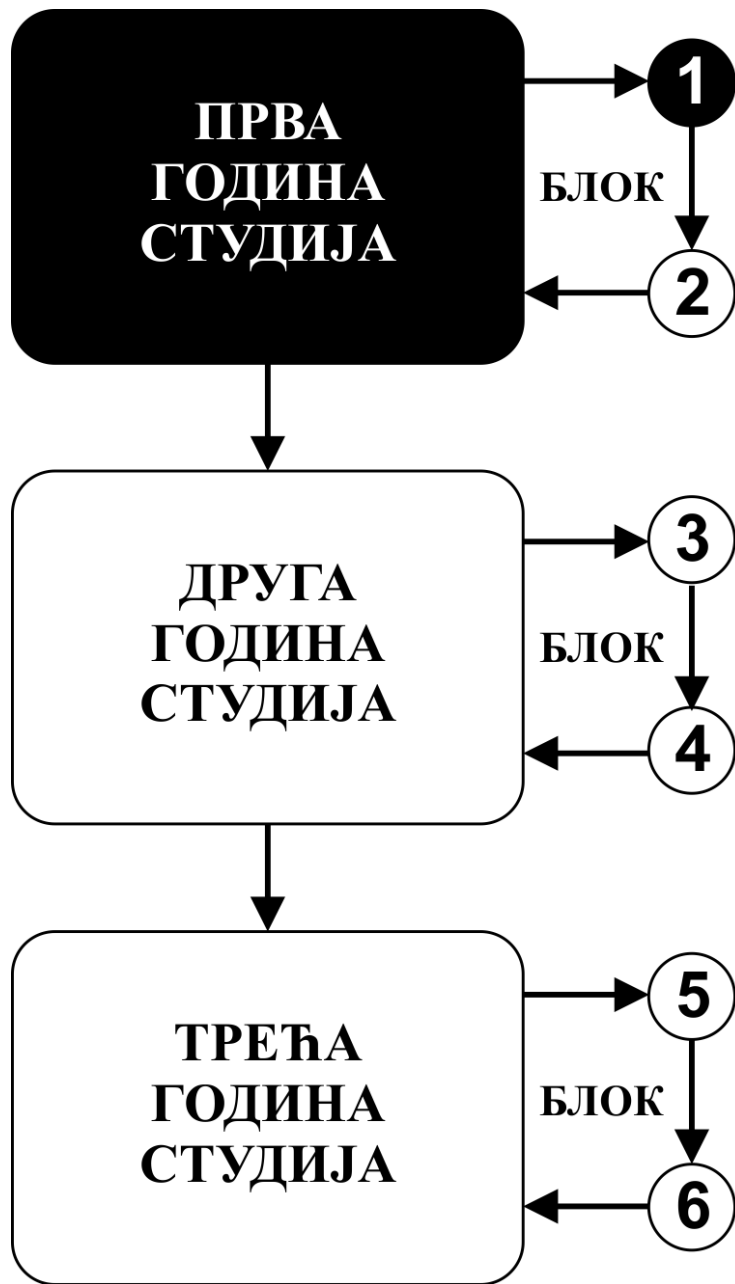 ПРВА
ГОДИНА
СТУДИЈА
1
БЛОК
2
ДРУГА
ГОДИНА
СТУДИЈА
3
БЛОК
4
ТРЕЋА
ГОДИНА
СТУДИЈА
5
БЛОК
6